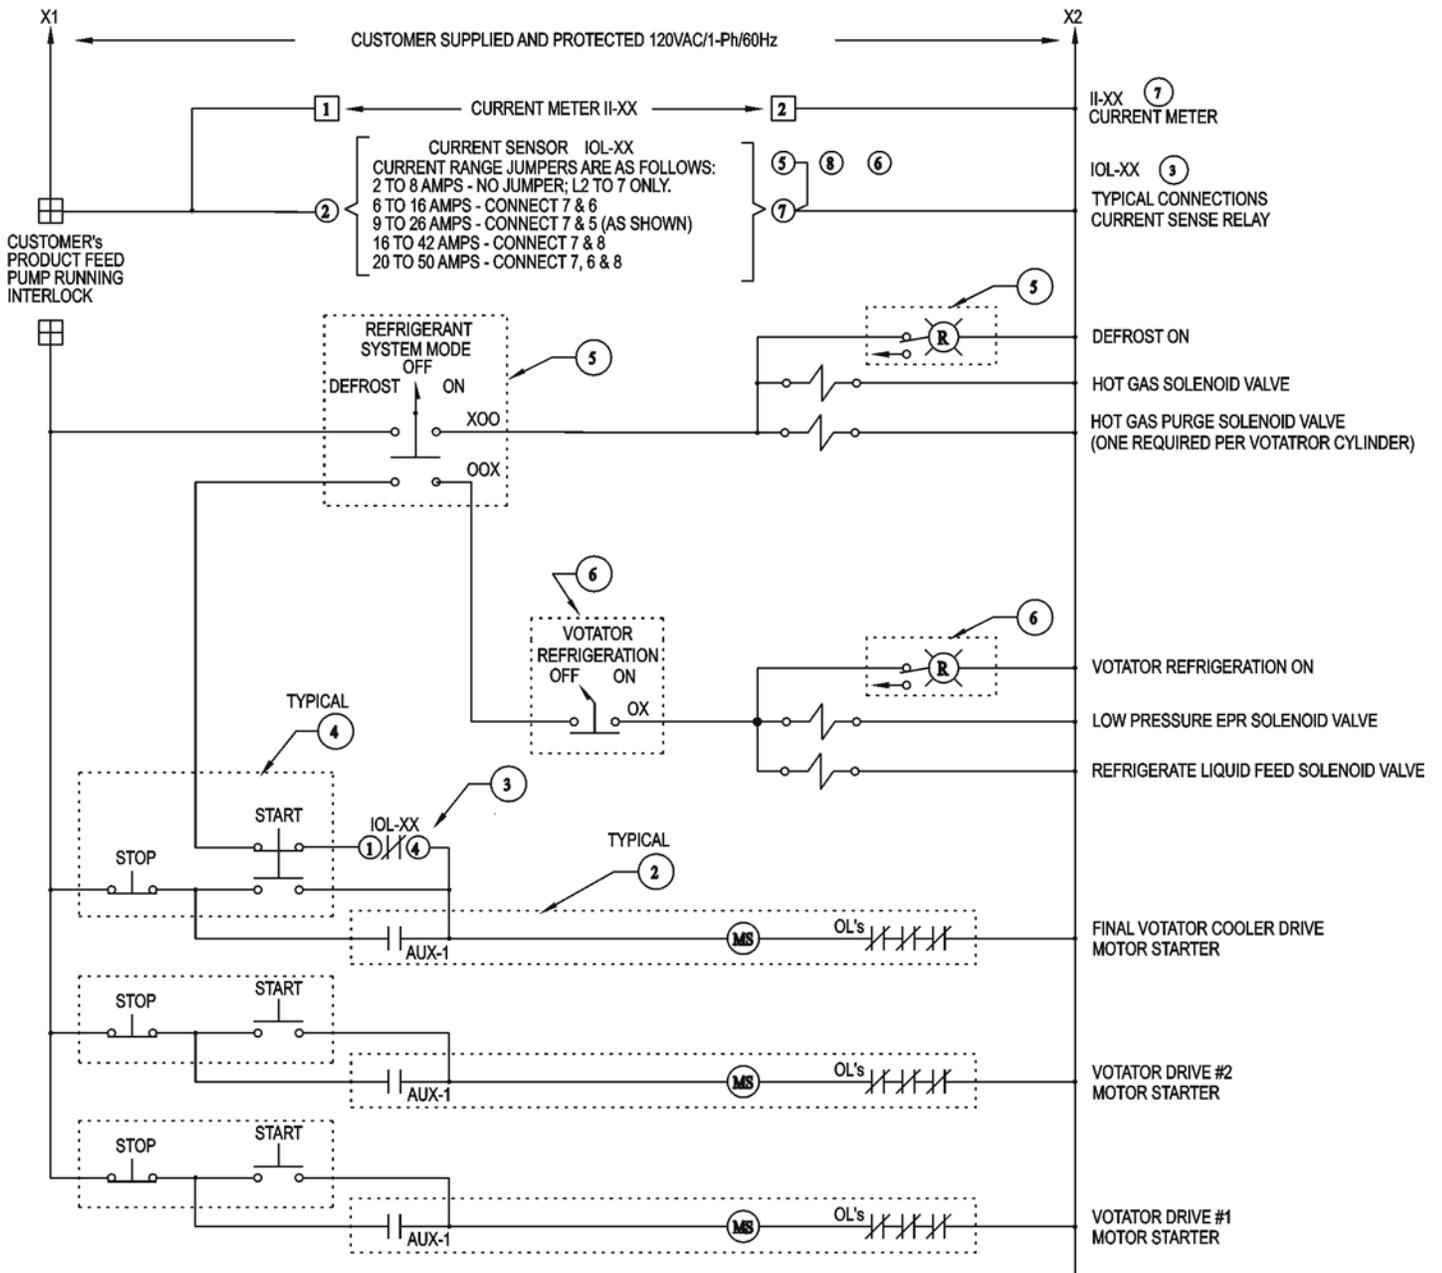 X1
X2
CUSTOMER SUPPLIED AND PROTECTED 120VAC/1-Ph/60Hz
1
CURRENT METER II-XX
2
II-XX 7
CURRENT METER
CURRENT SENSOR IOL-XX
CURRENT RANGE JUMPERS ARE AS FOLLOWS:
2 TO 8 AMPS - NO JUMPER; L2 TO 7 ONLY.
6 TO 16 AMPS - CONNECT 7 & 6
9 TO 26 AMPS - CONNECT 7 & 5 (AS SHOWN)
16 TO 42 AMPS - CONNECT 7 & 8
20 TO 50 AMPS - CONNECT 7, 6 & 8
2
5 8 6
7
IOL-XX 3
TYPICAL CONNECTIONS
CURRENT SENSE RELAY
CUSTOMER's
PRODUCT FEED
PUMP RUNNING
INTERLOCK
REFRIGERANT
SYSTEM MODE
OFF
DEFROST ON
XOO
OOX
5
5
R
DEFROST ON
HOT GAS SOLENOID VALVE
HOT GAS PURGE SOLENOID VALVE
(ONE REQUIRED PER VOTATROR CYLINDER)
6
VOTATOR
REFRIGERATION
OFF ON
OX
6
R
VOTATOR REFRIGERATION ON
LOW PRESSURE EPR SOLENOID VALVE
REFRIGERATE LIQUID FEED SOLENOID VALVE
TYPICAL
4
START
STOP
IOL-XX
1 4
3
TYPICAL
2
AUX-1
MS
OL's
FINAL VOTATOR COOLER DRIVE
MOTOR STARTER
STOP
START
AUX-1
MS
OL's
VOTATOR DRIVE #2
MOTOR STARTER
STOP
START
AUX-1
MS
OL's
VOTATOR DRIVE #1
MOTOR STARTER